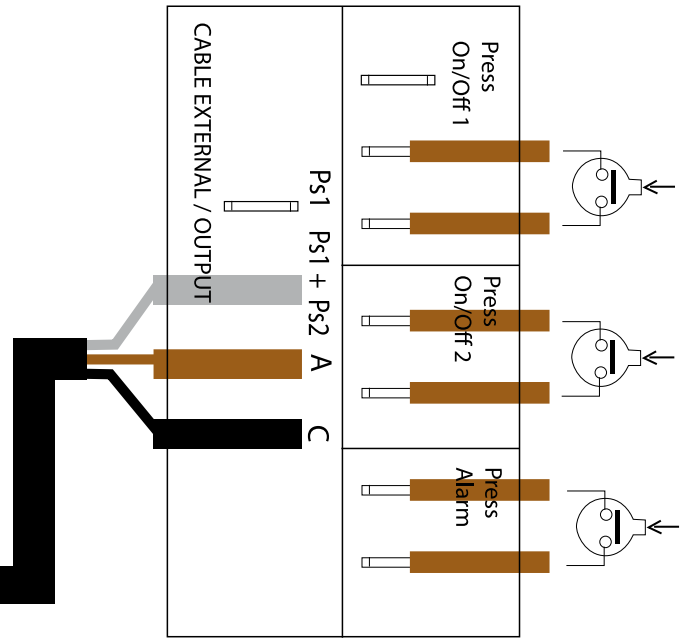 CABLE EXTERNAL / OUTPUT
Ps1
Ps1 + Ps2
A
C
Press
On/Off 1
Press
On/Off 2
Press
Alarm